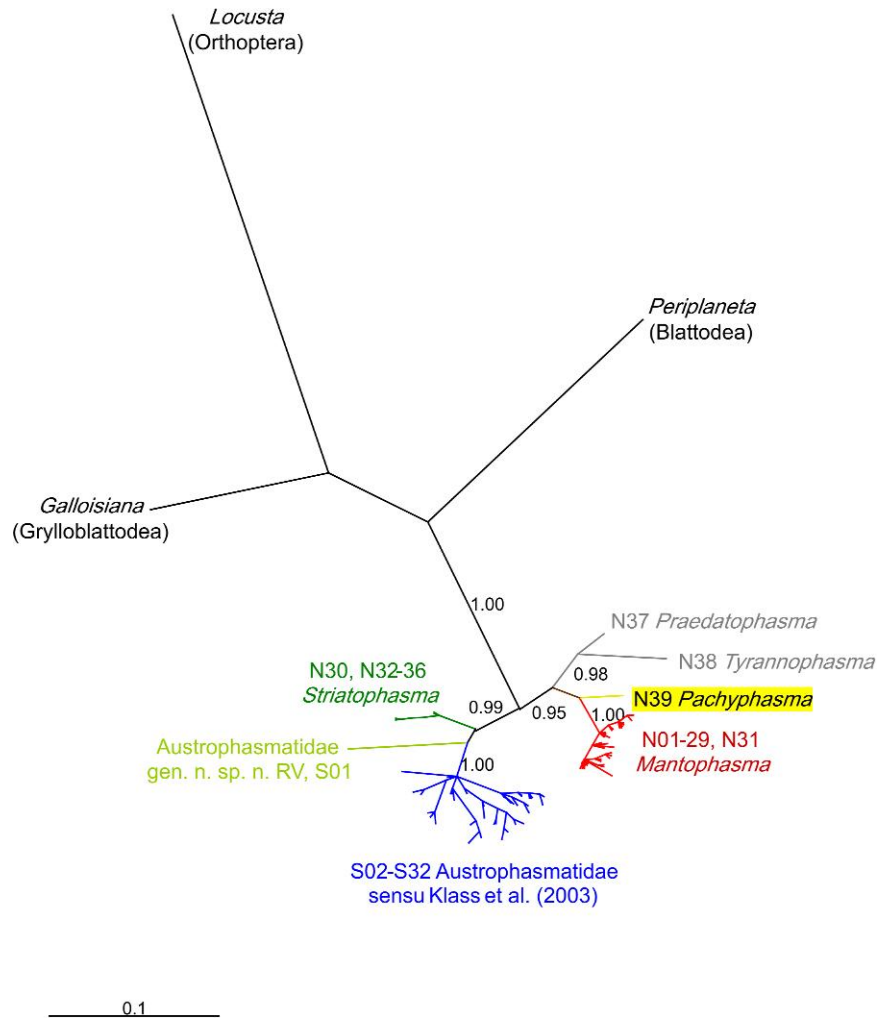 Locusta
(Orthoptera)
Periplaneta
(Blattodea)
Galloisiana
(Grylloblattodea)
1.00
N37 Praedatophasma
N38 Tyrannophasma
0.98
N30, N32-36
Striatophasma
0.99
0.95
N39 Pachyphasma
1.00
N01-29, N31
Mantophasma
Austrophasmatidae
gen. n. sp. n. RV, S01
1.00
S02-S32 Austrophasmatidae
sensu Klass et al. (2003)
0.1